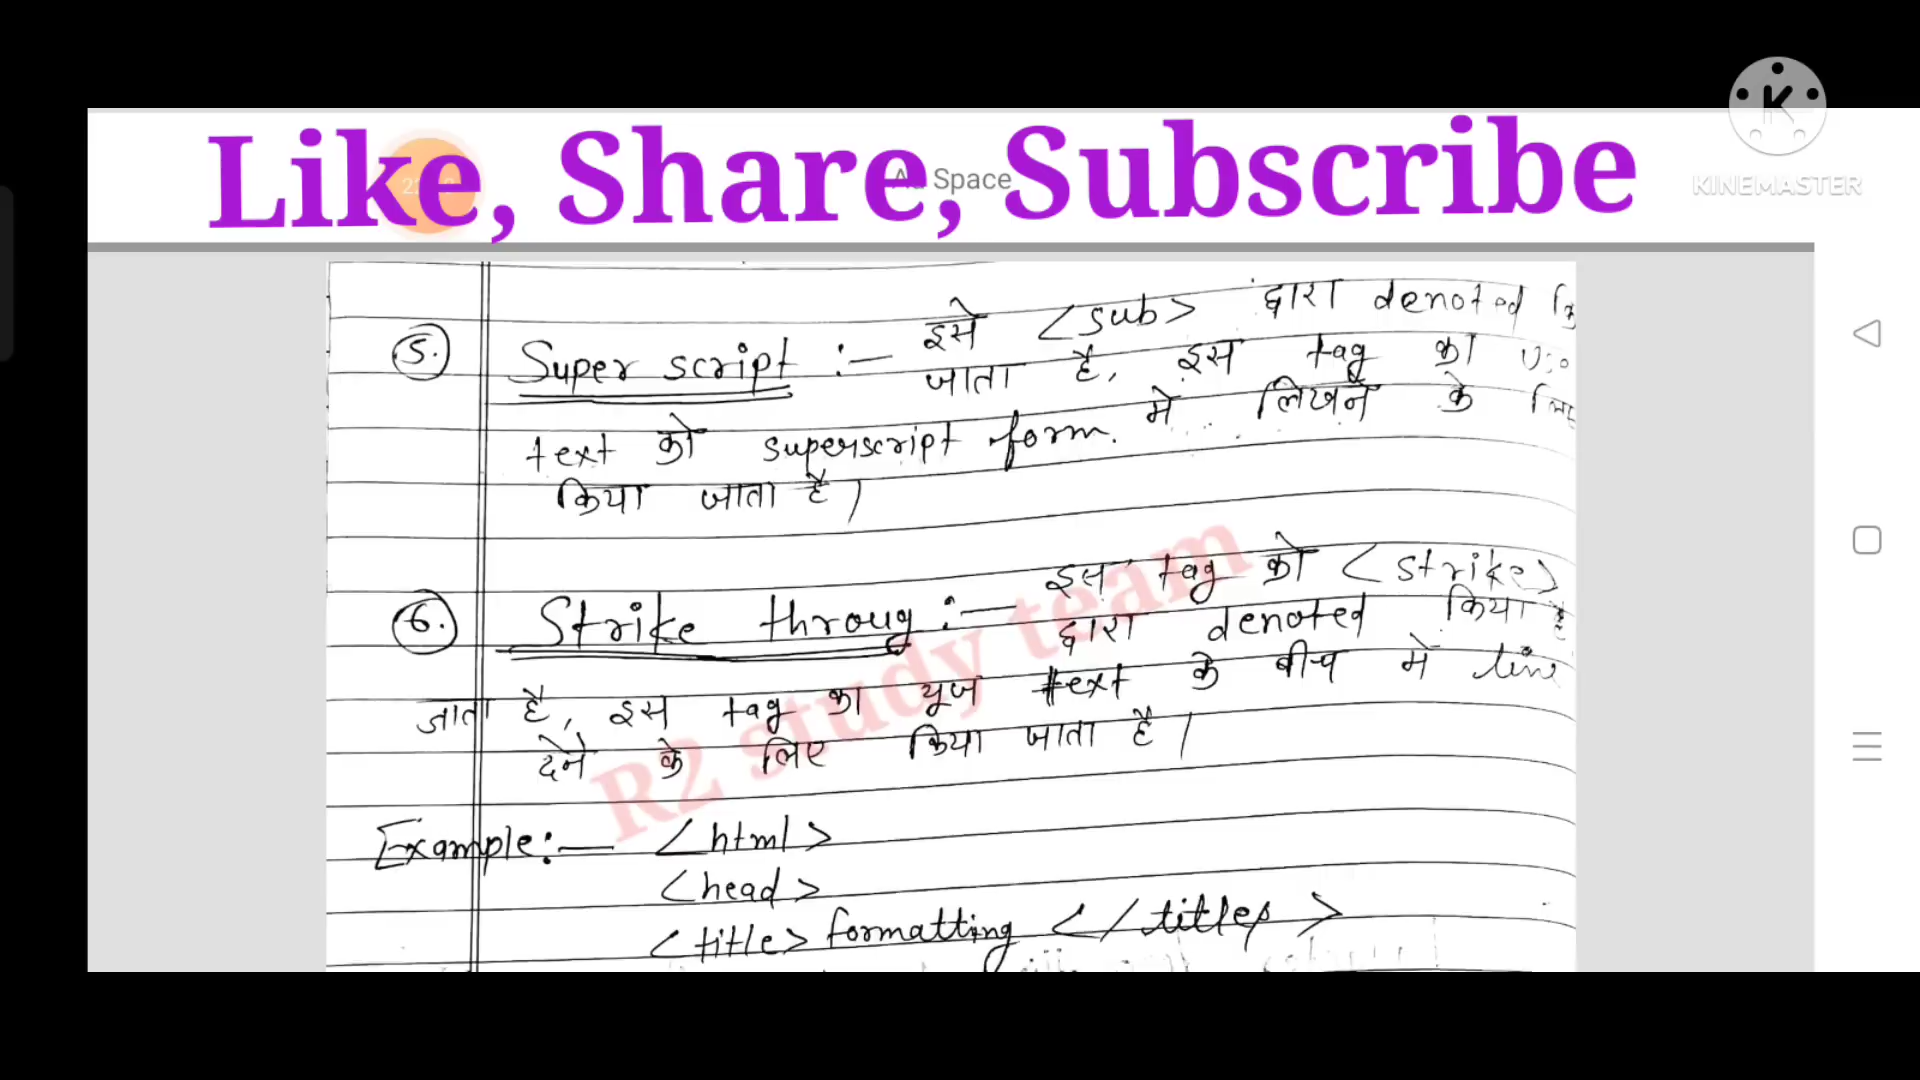 Like, Share, Subscribe
Ad Space
KINEMASTER
5. Super script :— इसे <sub> द्वारा denoted
जाता है, इस tag का
text को superscript form में लिखने के
किया जाता है।
6. Strike throug :— इस tag को <strike>
द्वारा denoted किया
जाता है, इस tag का यूज text के बीच में line
देने के लिए किया जाता है।
R2 study team
Example :— <html>
<head>
<title> formatting </title>